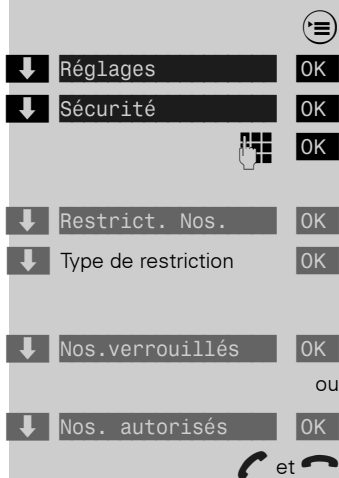 Réglages OK
Sécurité OK
OK
Restrict. Nos. OK
Type de restriction OK
Nos.verrouillés OK
ou
Nos. autorisés OK
et